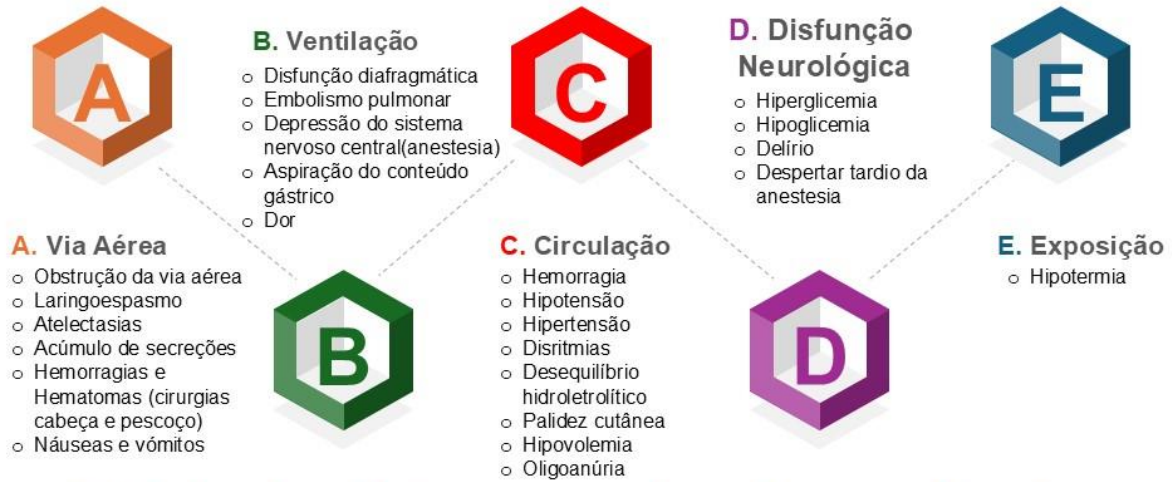 A
B. Ventilação
o Disfunção diafragmática
o Embolismo pulmonar
o Depressão do sistema
nervoso central(anestesia)
o Aspiração do conteúdo
gástrico
o Dor
C
D. Disfunção
Neurológica
o Hiperglicemia
o Hipoglicemia
o Delírio
o Despertar tardio da
anestesia
E
A. Via Aérea
o Obstrução da via aérea
o Laringoespasmo
o Atelectasias
o Acúmulo de secreções
o Hemorragias e
Hematomas (cirurgias
cabeça e pescoço)
o Náuseas e vómitos
B
C. Circulação
o Hemorragia
o Hipotensão
o Hipertensão
o Disritmias
o Desequilíbrio
hidroletrolítico
o Palidez cutânea
o Hipovolemia
o Oligoanúria
D
E. Exposição
o Hipotermia